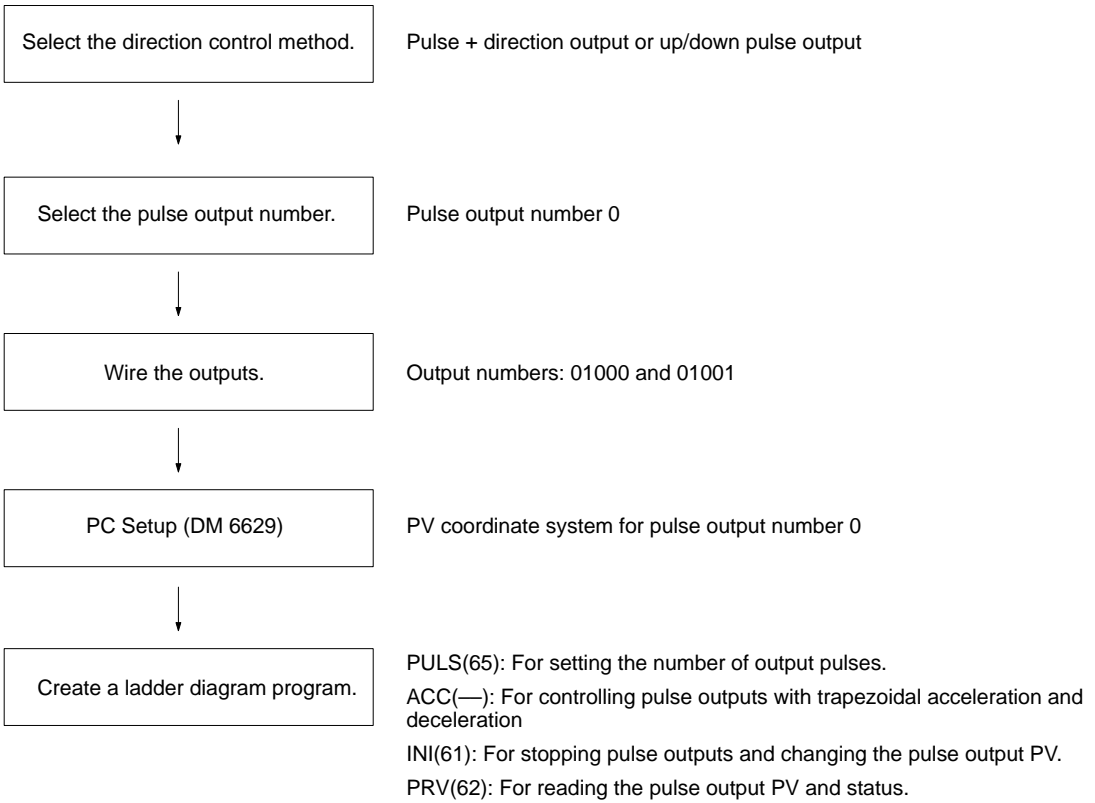 Select the direction control method.
Pulse + direction output or up/down pulse output
Select the pulse output number.
Pulse output number 0
Wire the outputs.
Output numbers: 01000 and 01001
PC Setup (DM 6629)
PV coordinate system for pulse output number 0
Create a ladder diagram program.
PULS(65): For setting the number of output pulses.
ACC(—): For controlling pulse outputs with trapezoidal acceleration and
deceleration
INI(61): For stopping pulse outputs and changing the pulse output PV.
PRV(62): For reading the pulse output PV and status.